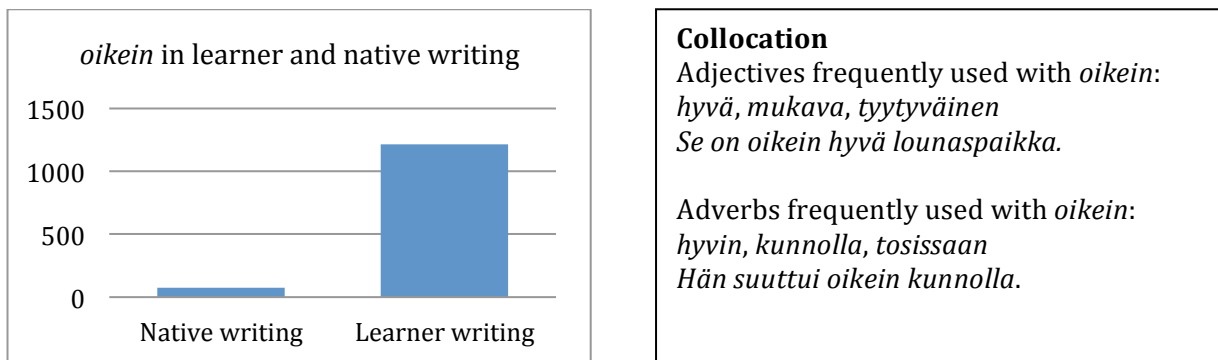 oikein in learner and native writing
1500
1000
500
0
Native writing
Learner writing
Collocation
Adjectives frequently used with oikein:
hyvä, mukava, tyytyväinen
Se on oikein hyvä lounaspaikka.
Adverbs frequently used with oikein:
hyvin, kunnolla, tosissaan
Hän suuttui oikein kunnolla.